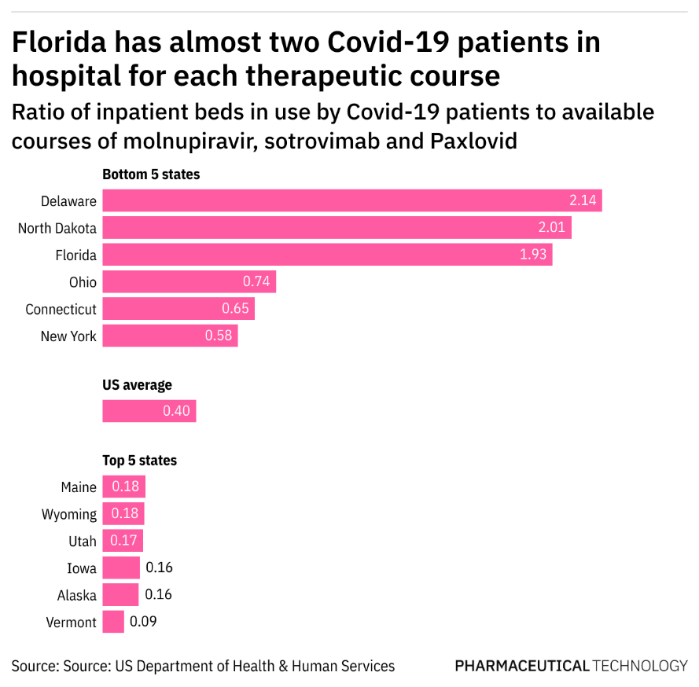 Florida has almost two Covid-19 patients in
hospital for each therapeutic course
Ratio of inpatient beds in use by Covid-19 patients to available
courses of molnupiravir, sotrovimab and Paxlovid
Bottom 5 states
Delaware 2.14
North Dakota 2.01
Florida 1.93
Ohio 0.74
Connecticut 0.65
New York 0.58
US average
0.40
Top 5 states
Maine 0.18
Wyoming 0.18
Utah 0.17
Iowa 0.16
Alaska 0.16
Vermont 0.09
Source: Source: US Department of Health & Human Services PHARMACEUTICAL TECHNOLOGY